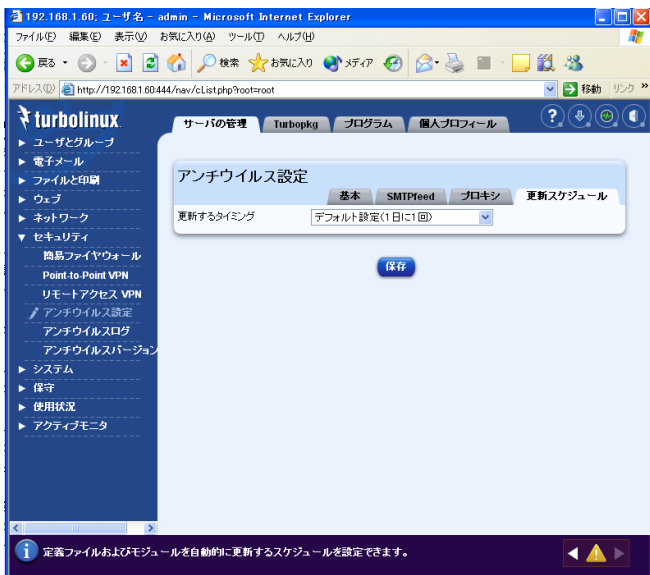 192.168.1.60; ユーザ名 - admin - Microsoft Internet Explorer
ファイル(F) 編集(E) 表示(V) お気に入り(A) ツール(T) ヘルプ(H)
戻る 検索 お気に入り メディア
アドレス(D) http://192.168.1.60:444/nav/cList.php?root=root 移動 リンク »
turbolinux
サーバの管理 Turbopkg プログラム 個人プロフィール
ユーザとグループ
電子メール
ファイルと印刷
ウェブ
ネットワーク
セキュリティ
簡易ファイヤウォール
Point-to-Point VPN
リモートアクセス VPN
アンチウイルス設定
アンチウイルスログ
アンチウイルスバージョン
システム
保守
使用状況
アクティブモニタ
アンチウイルス設定
基本 SMTPfeed プロキシ 更新スケジュール
更新するタイミング デフォルト設定(1日に1回)
保存
定義ファイルおよびモジュールを自動的に更新するスケジュールを設定できます。